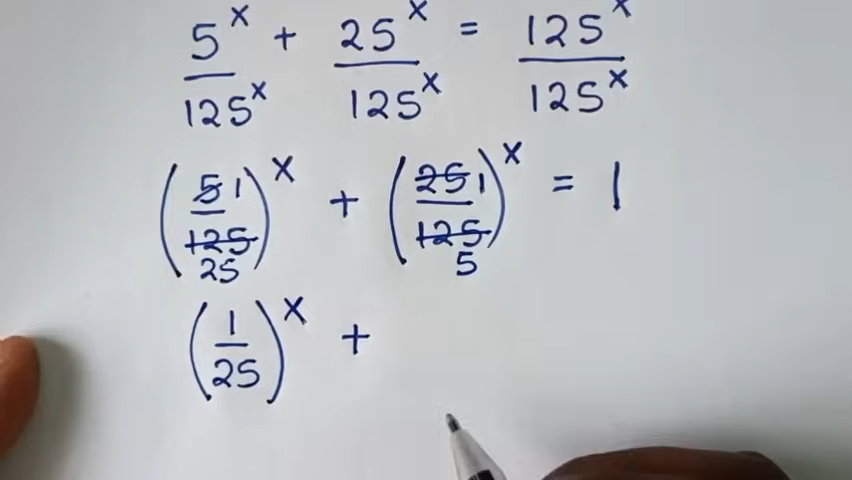 5^x/125^x + 25^x/125^x = 125^x/125^x
(5 1/125 25)^x + (25 1/125 5)^x = 1
(1/25)^x +